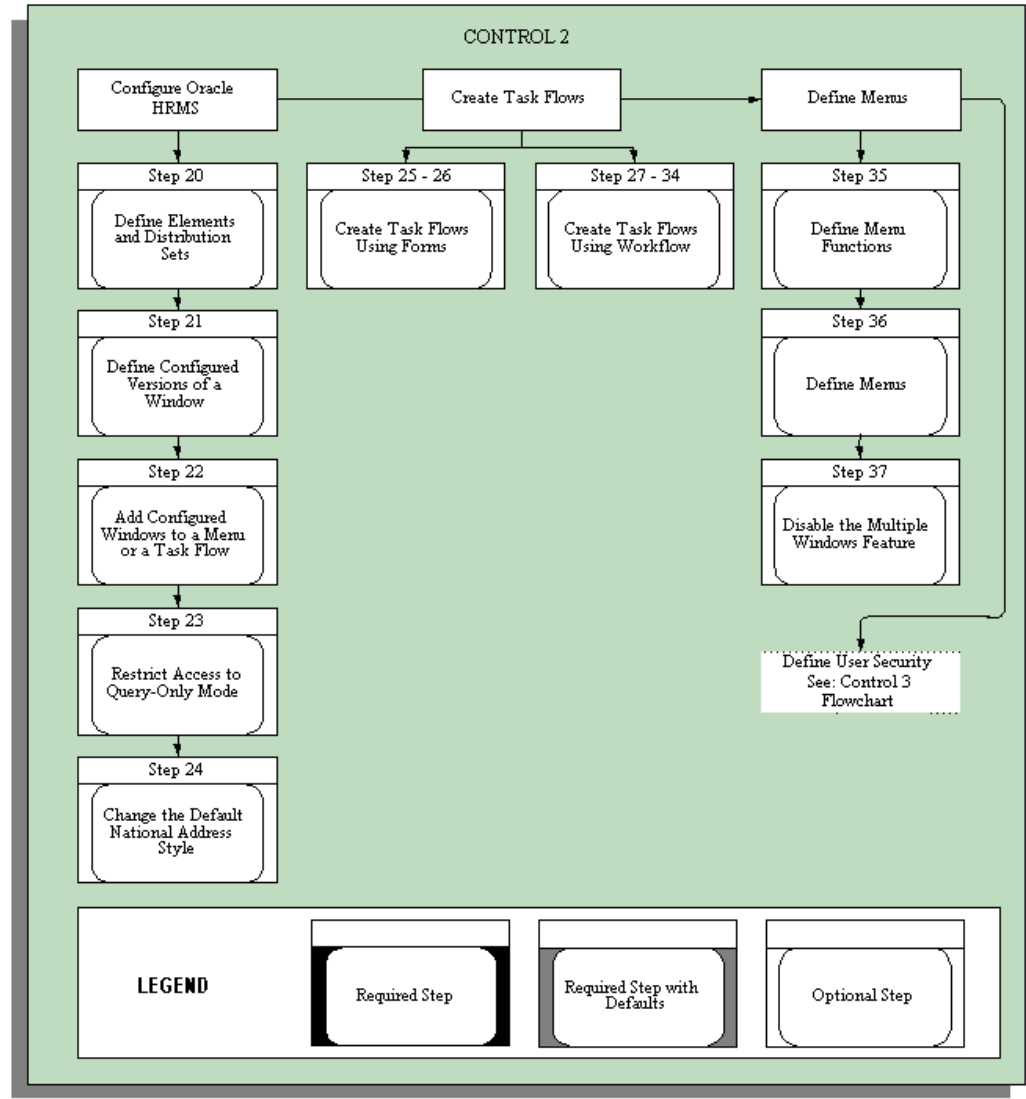 CONTROL 2
Configure Oracle
HRMS
Create Task Flows
Define Menus
Step 20
Define Elements
and Distribution
Sets
Step 25 - 26
Create Task Flows
Using Forms
Step 27 - 34
Create Task Flows
Using Workflow
Step 35
Define Menu
Functions
Step 21
Define Configured
Versions of a
Window
Step 36
Define Menus
Step 22
Add Configured
Windows to a Menu
or a Task Flow
Step 37
Disable the Multiple
Windows Feature
Step 23
Restrict Access to
Query-Only Mode
Define User Security
See: Control 3
Flowchart
Step 24
Change the Default
National Address
Style
LEGEND
Required Step
Required Step with
Defaults
Optional Step